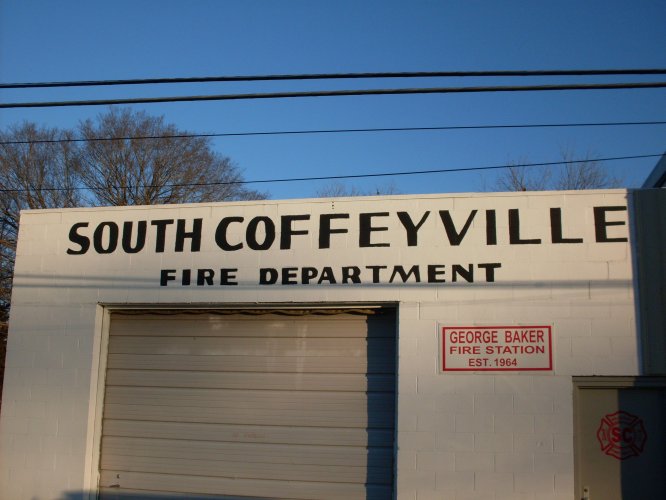 SOUTH COFFEYVILLE
FIRE DEPARTMENT
GEORGE BAKER
FIRE STATION
EST. 1964
SC